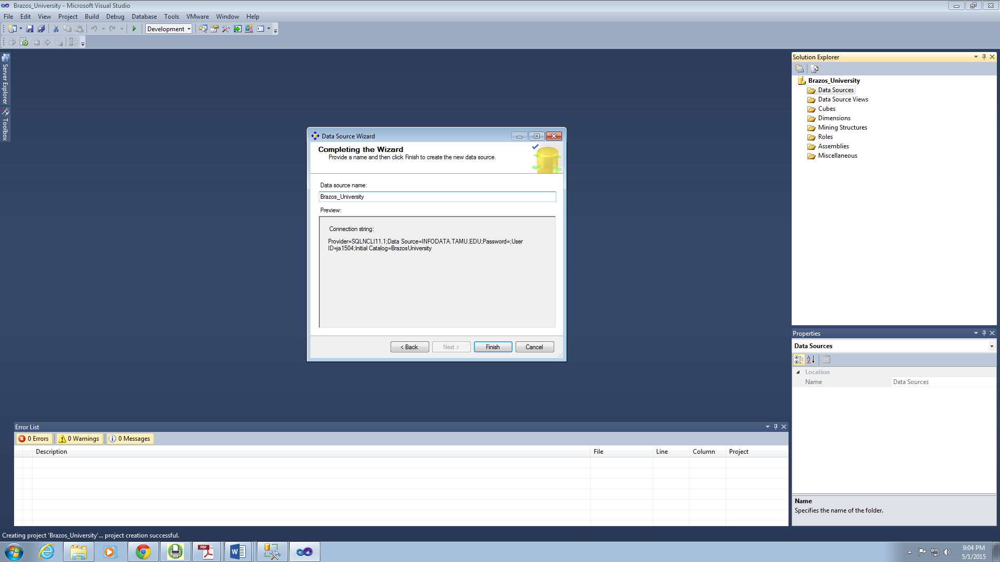 Brazos_University - Microsoft Visual Studio
File Edit View Project Build Debug Database Tools VMware Window Help
Development
Server Explorer
Toolbox
Solution Explorer
Brazos_University
Data Sources
Data Source Views
Cubes
Dimensions
Mining Structures
Roles
Assemblies
Miscellaneous
Data Source Wizard
Completing the Wizard
Provide a name and then click Finish to create the new data source.
Data source name:
Brazos_University
Preview:
Connection string:
Provider=SQLNCLI11.1;Data Source=INFODATA.TAMU.EDU;Password=;User
ID=ja1504;Initial Catalog=BrazosUniversity
< Back Next > Finish Cancel
Properties
Data Sources
Location
Name Data Sources
Name
Specifies the name of the folder.
Error List
0 Errors 0 Warnings 0 Messages
Description File Line Column Project
Creating project 'Brazos_University'... project creation successful.
9:04 PM
5/1/2015